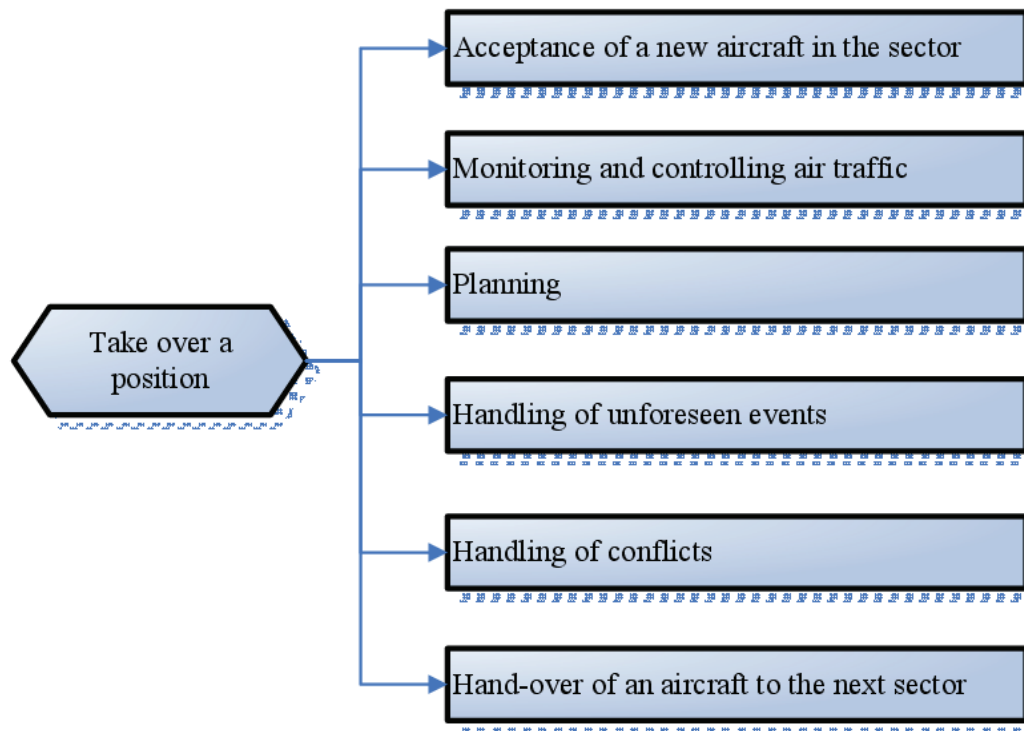 Acceptance of a new aircraft in the sector
Monitoring and controlling air traffic
Planning
Take over a
position
Handling of unforeseen events
Handling of conflicts
Hand-over of an aircraft to the next sector